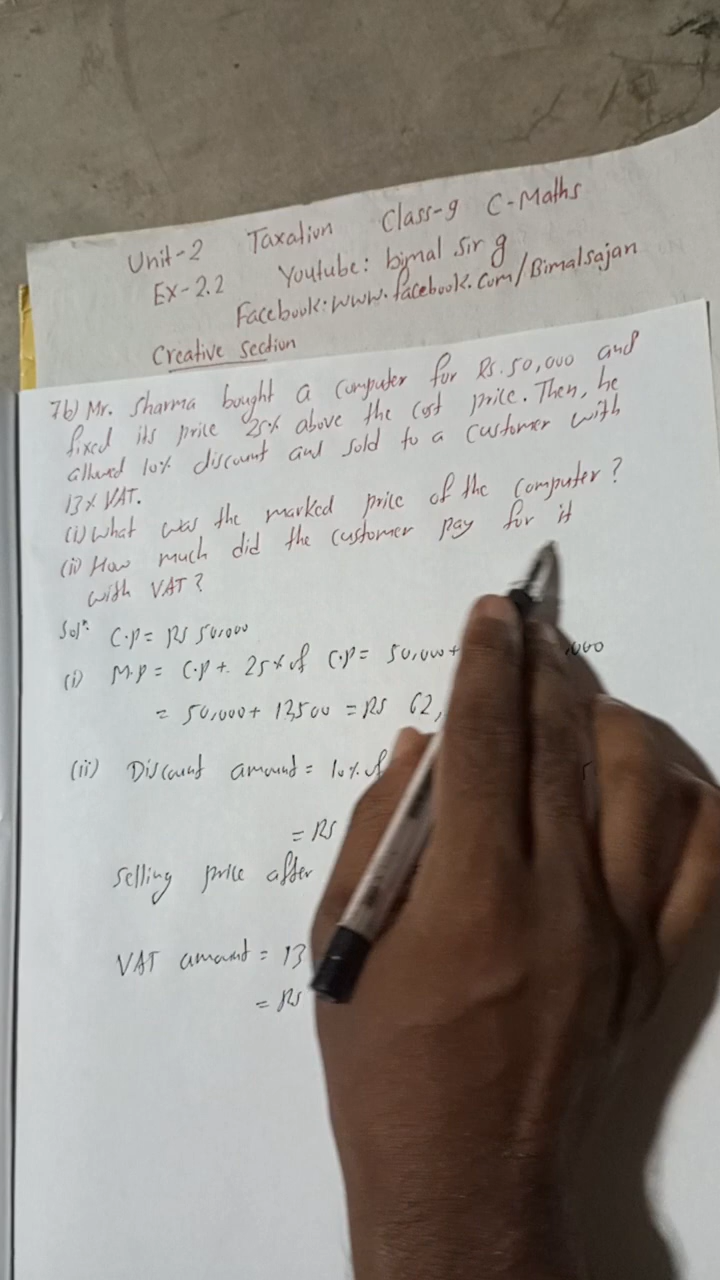 Unit-2 Taxation Class-9 C-Maths
Ex-2.2 Youtube: bimal sir g
Facebook: www.facebook.com/Bimalsajan
Creative section
7b) Mr. Sharma bought a computer for Rs. 50,000 and
fixed its price 25% above the cost price. Then, he
allowed 10% discount and sold to a customer with
13% VAT.
(i) What was the marked price of the computer?
(ii) How much did the customer pay for it
with VAT?
Solⁿ: C.p = Rs 50,000
(i) M.p = C.p + 25% of C.p = 50,000 + ,000
= 50,000 + 12500 = Rs 62,
(ii) Discount amount = 10% of
= Rs
Selling price after
VAT amount = 13
= Rs